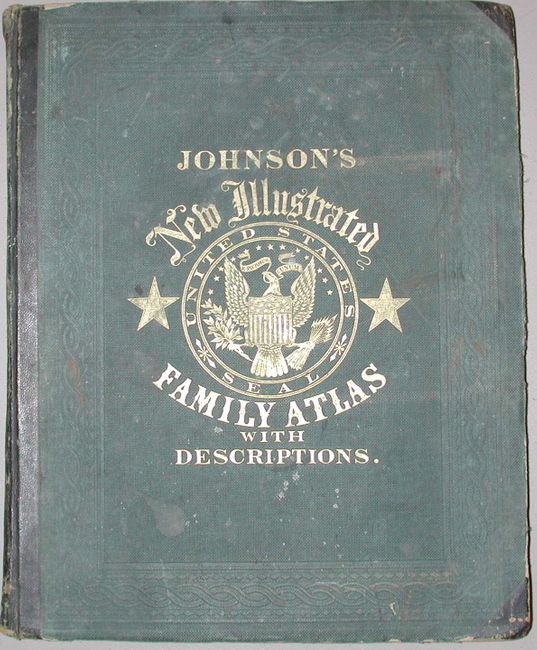 JOHNSON'S
New Illustrated
UNITED STATES
SEAL
FAMILY ATLAS
WITH
DESCRIPTIONS.